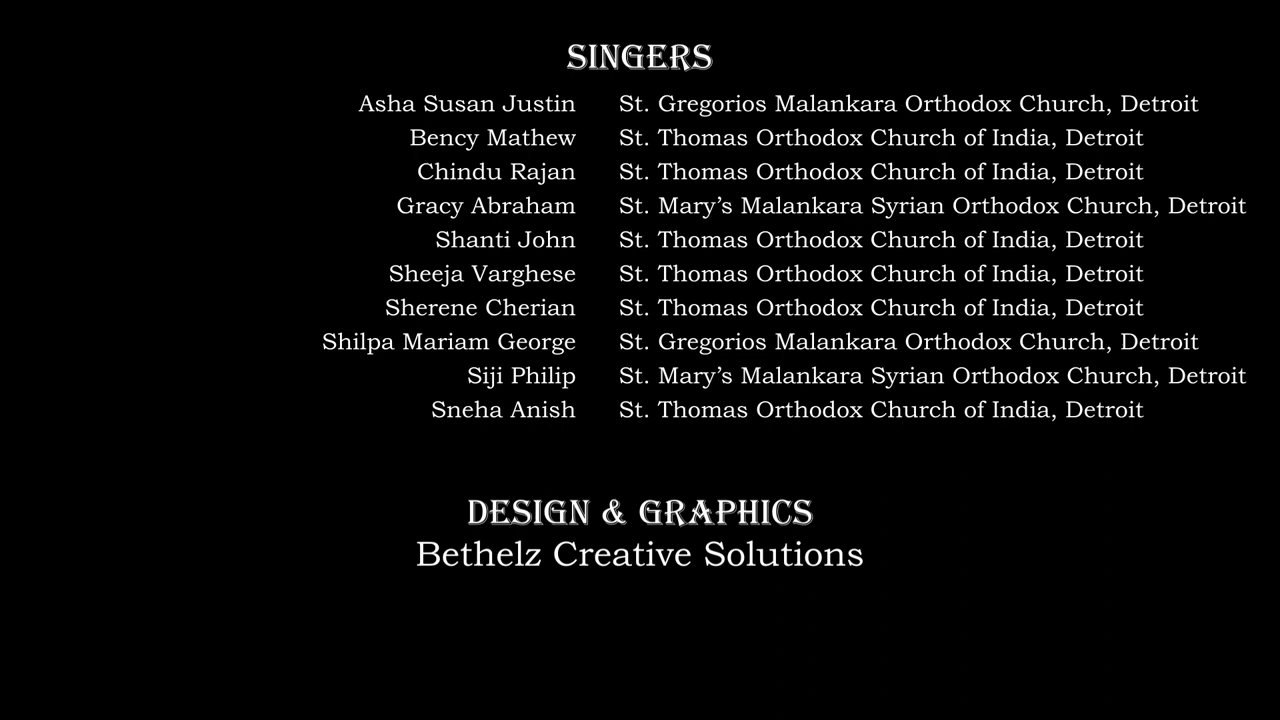 SINGERS
Asha Susan Justin St. Gregorios Malankara Orthodox Church, Detroit
Bency Mathew St. Thomas Orthodox Church of India, Detroit
Chindu Rajan St. Thomas Orthodox Church of India, Detroit
Gracy Abraham St. Mary’s Malankara Syrian Orthodox Church, Detroit
Shanti John St. Thomas Orthodox Church of India, Detroit
Sheeja Varghese St. Thomas Orthodox Church of India, Detroit
Sherene Cherian St. Thomas Orthodox Church of India, Detroit
Shilpa Mariam George St. Gregorios Malankara Orthodox Church, Detroit
Siji Philip St. Mary’s Malankara Syrian Orthodox Church, Detroit
Sneha Anish St. Thomas Orthodox Church of India, Detroit
DESIGN & GRAPHICS
Bethelz Creative Solutions